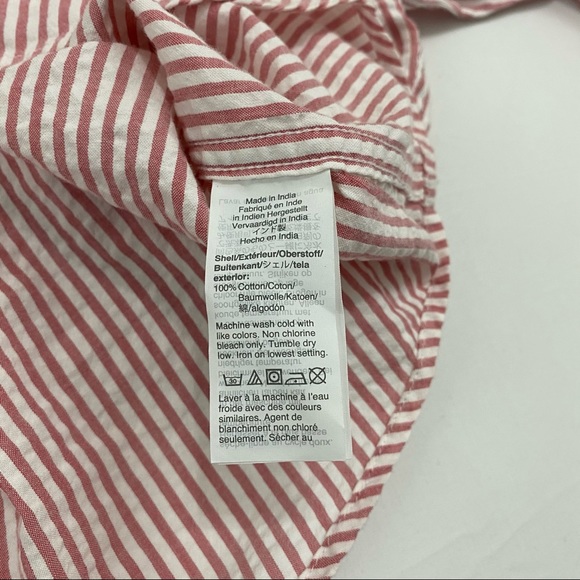 Made in India
Fabriqué en Inde
in Indien Hergestellt
Vervaardigd in India
インド製
Hecho en India
Shell/Extérieur/Oberstoff/
Buitenkant/シェル/tela
exterior:
100% Cotton/Coton/
Baumwolle/Katoen/
綿/algodón
Machine wash cold with
like colors. Non chlorine
bleach only. Tumble dry
low. Iron on lowest setting.
30
Laver à la machine à l'eau
froide avec des couleurs
similaires. Agent de
blanchiment non chloré
seulement. Sécher au